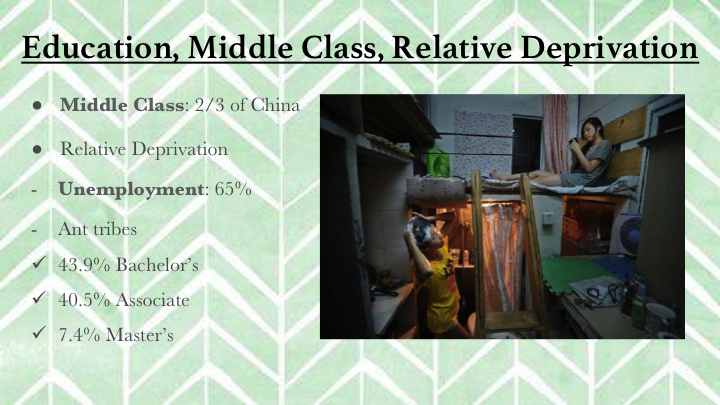 Education, Middle Class, Relative Deprivation
● Middle Class: 2/3 of China
● Relative Deprivation
- Unemployment: 65%
- Ant tribes
✓ 43.9% Bachelor’s
✓ 40.5% Associate
✓ 7.4% Master’s